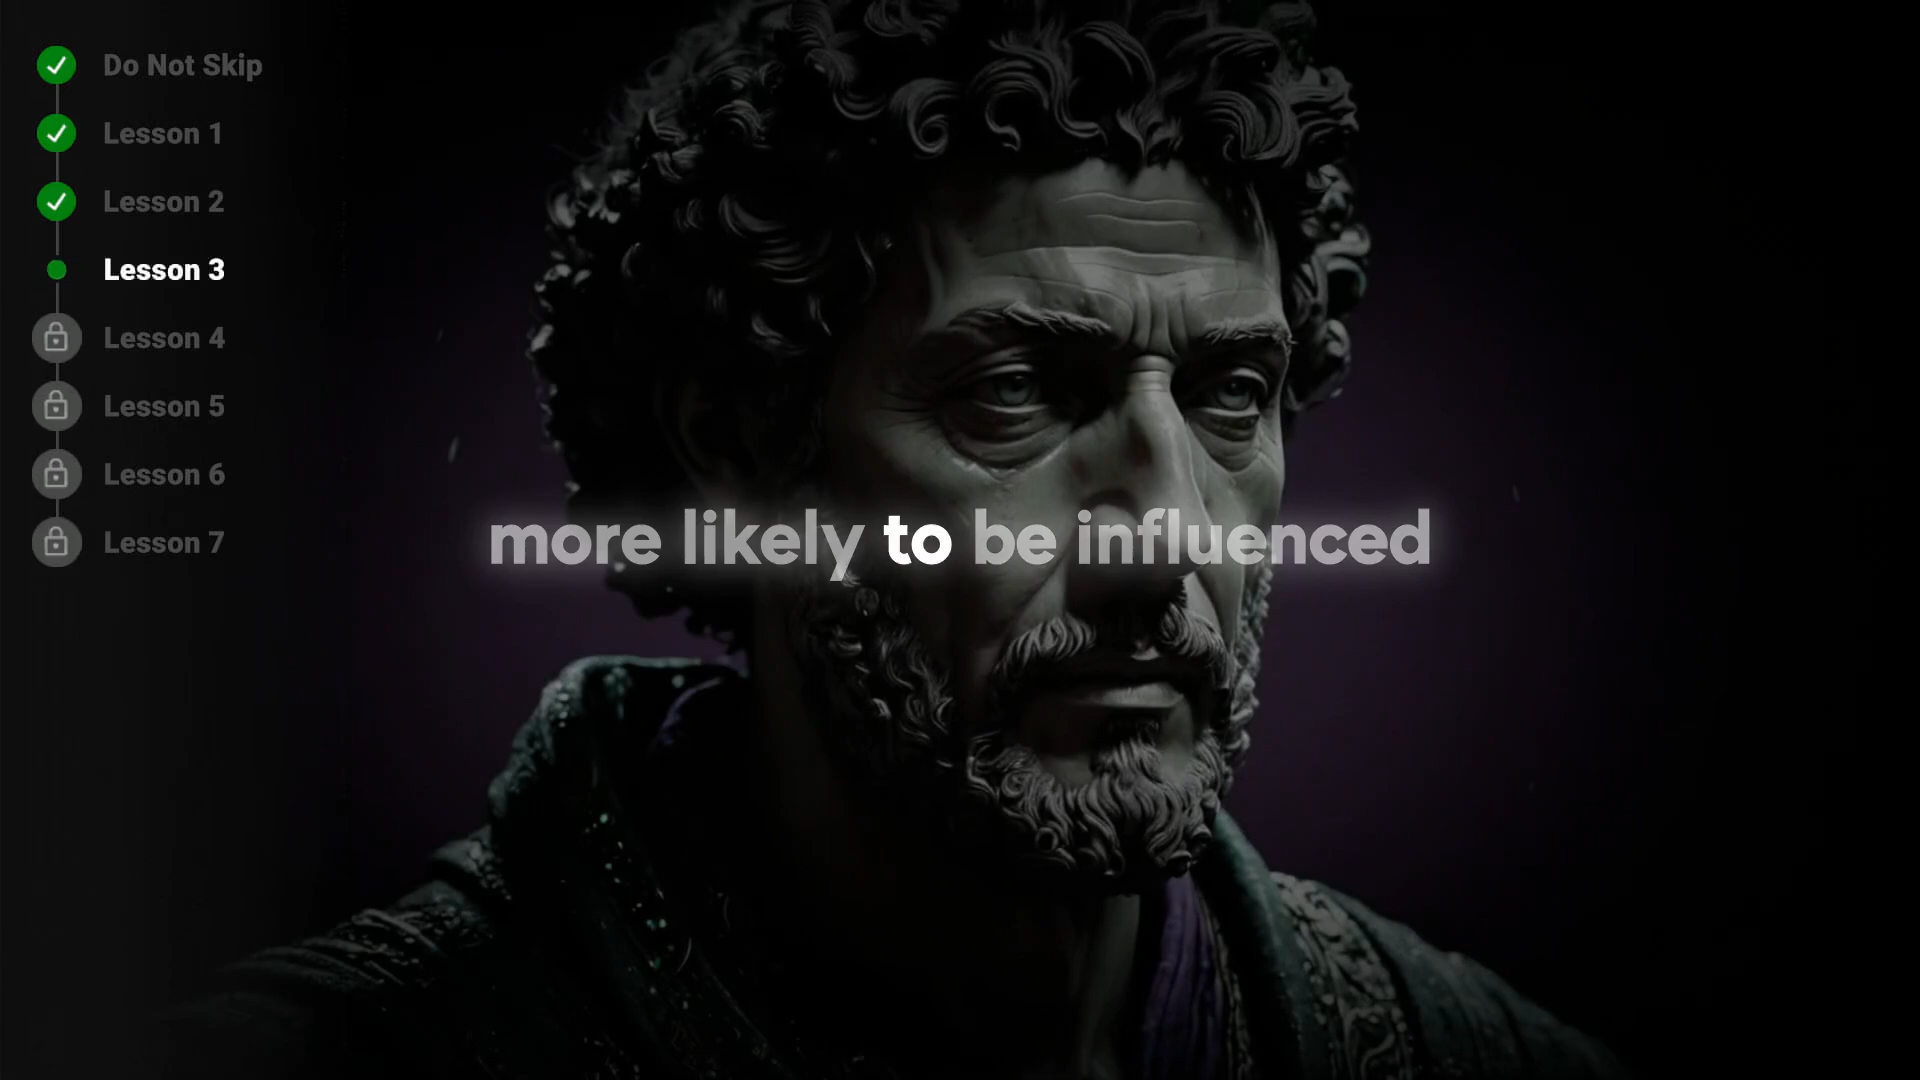 Do Not Skip
Lesson 1
Lesson 2
Lesson 3
Lesson 4
Lesson 5
Lesson 6
Lesson 7
more likely to be influenced